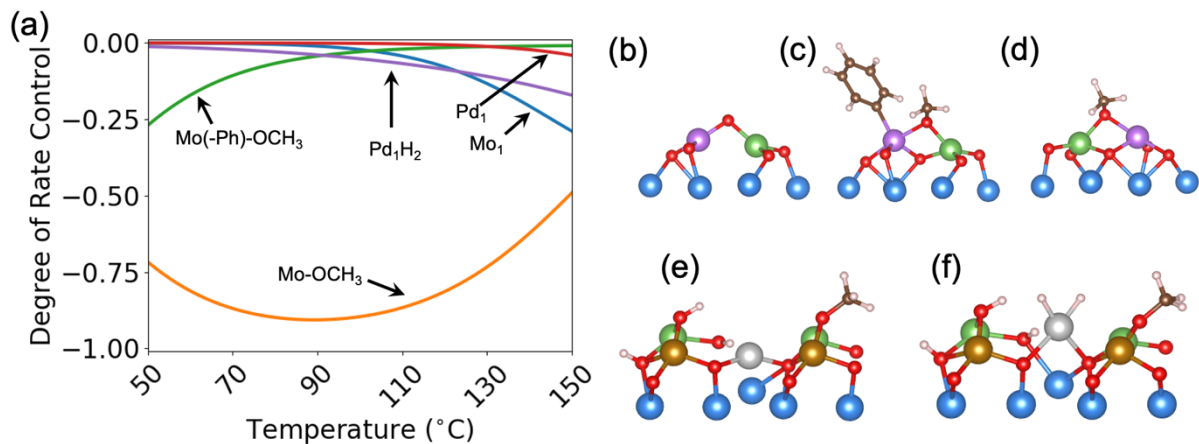 (a)
Degree of Rate Control
0.00
−0.25
−0.50
−0.75
−1.00
Mo(-Ph)-OCH₃
Pd₁H₂
Pd₁
Mo₁
Mo-OCH₃
50
70
90
110
130
150
Temperature (°C)
(b)
(c)
(d)
(e)
(f)